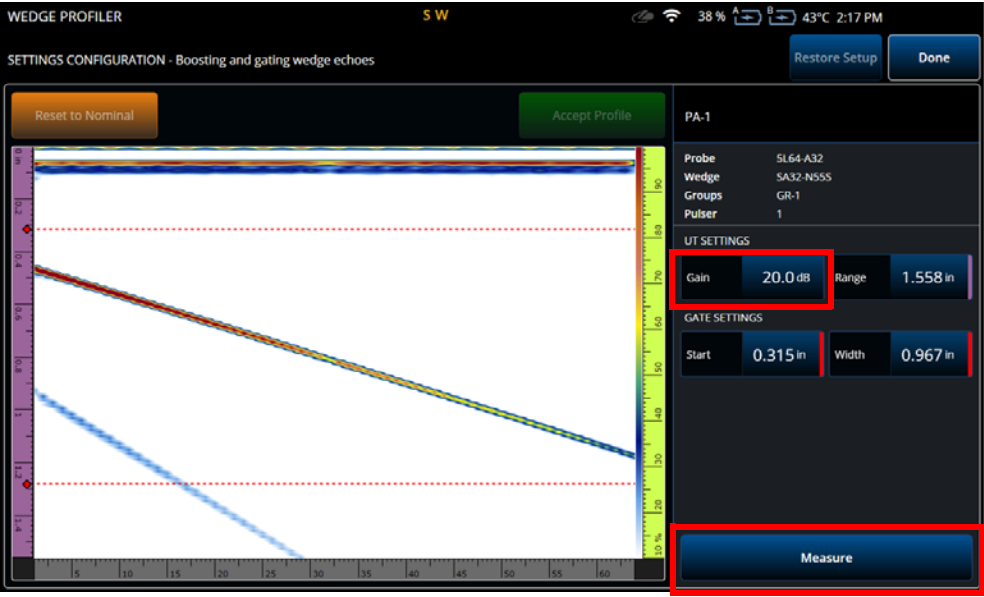 WEDGE PROFILER
S W
38 %
A
B
43°C 2:17 PM
SETTINGS CONFIGURATION - Boosting and gating wedge echoes
Restore Setup
Done
Reset to Nominal
Accept Profile
PA-1
Probe 5L64-A32
Wedge SA32-N55S
Groups GR-1
Pulser 1
UT SETTINGS
Gain 20.0 dB
Range 1.558 in
GATE SETTINGS
Start 0.315 in
Width 0.967 in
Measure
0 in
0.2
0.4
0.6
0.8
1
1.2
1.4
90
80
70
60
50
40
30
20
10 %
5 10 15 20 25 30 35 40 45 50 55 60